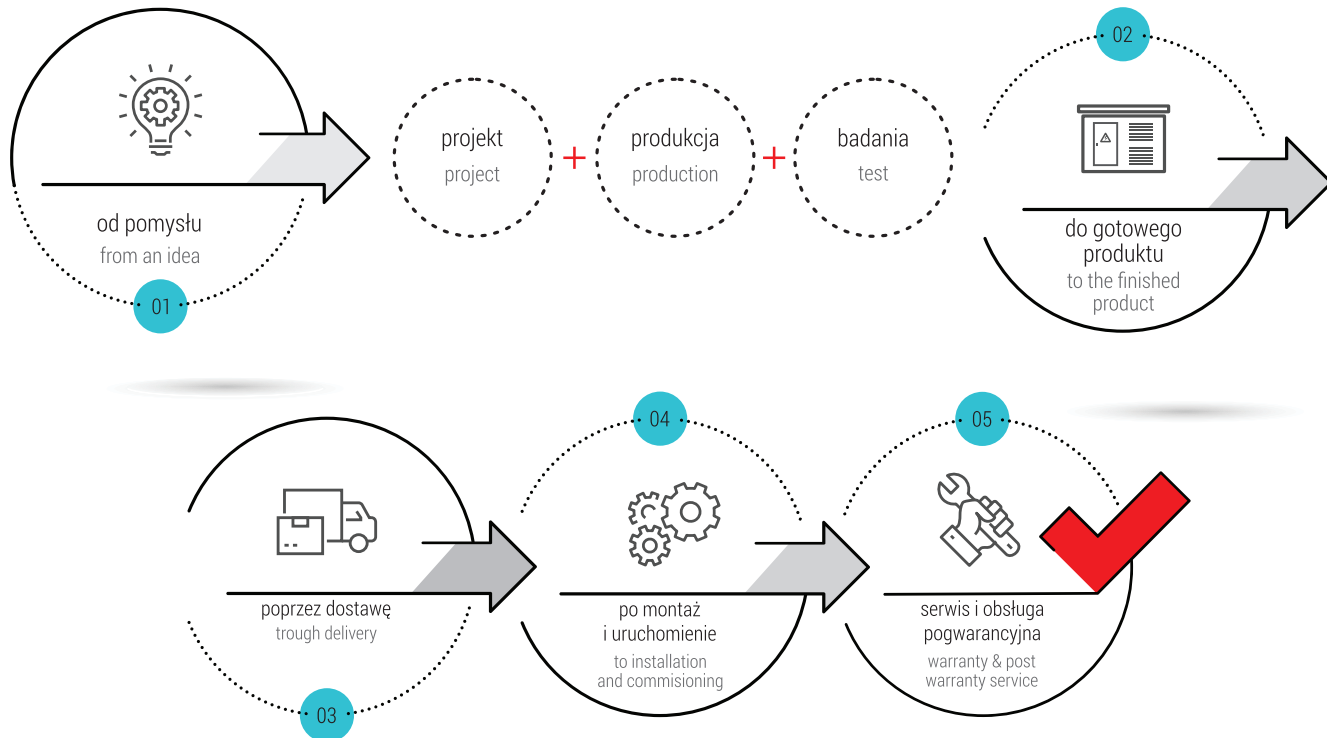 od pomysłu
from an idea
01
projekt
project
+
produkcja
production
+
badania
test
02
do gotowego
produktu
to the finished
product
poprzez dostawę
trough delivery
03
04
po montaż
i uruchomienie
to installation
and commisioning
05
serwis i obsługa
pogwarancyjna
warranty & post
warranty service